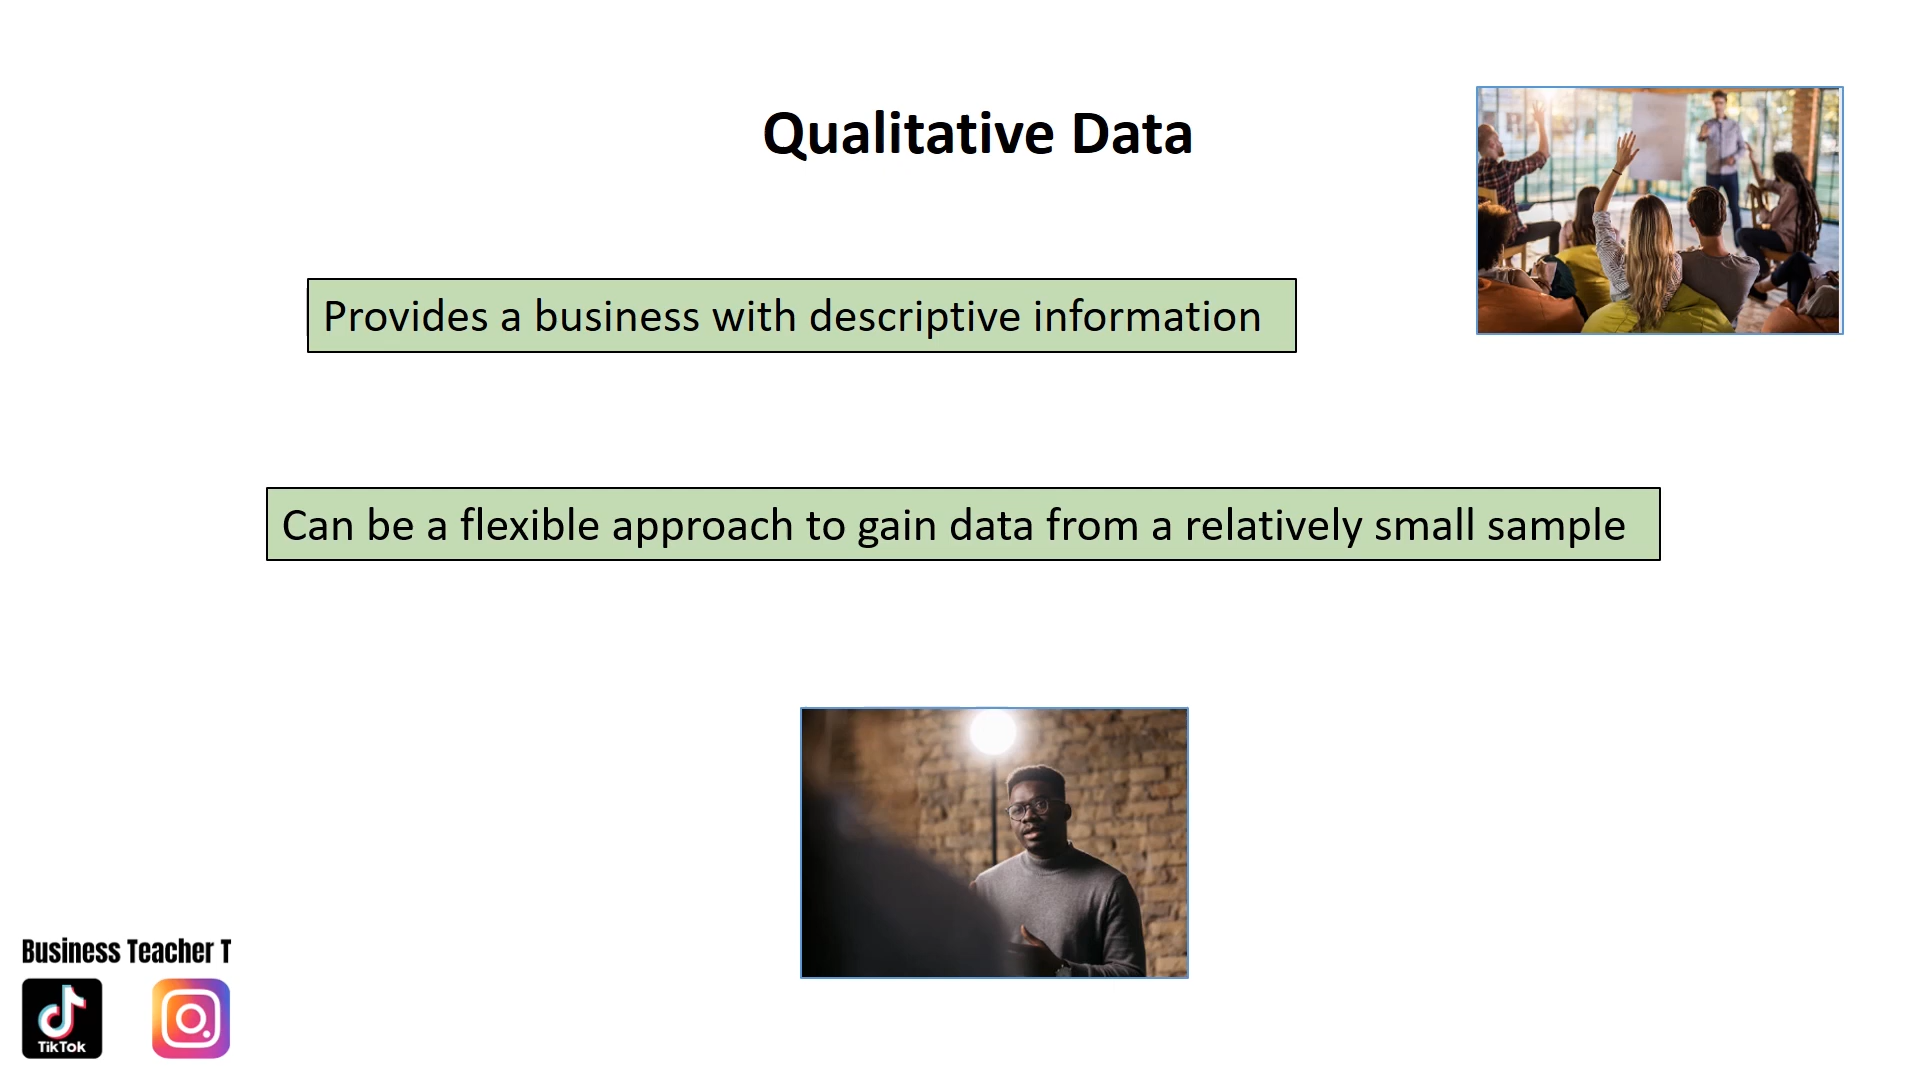 Qualitative Data
Provides a business with descriptive information
Can be a flexible approach to gain data from a relatively small sample
Business Teacher T
TikTok